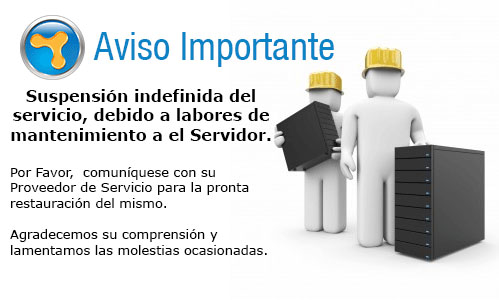 Aviso Importante
Suspensión indefinida del
servicio, debido a labores de
mantenimiento a el Servidor.
Por Favor, comuníquese con su
Proveedor de Servicio para la pronta
restauración del mismo.
Agradecemos su comprensión y
lamentamos las molestias ocasionadas.